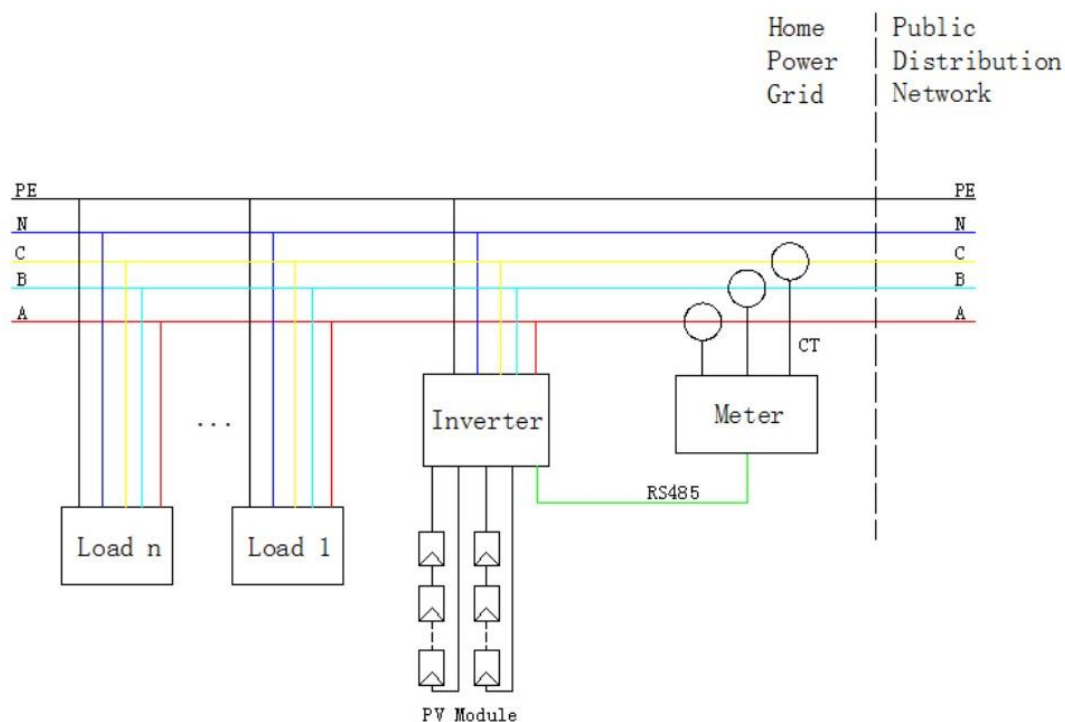 Home
Power
Grid
Public
Distribution
Network
PE
PE
N
N
C
C
B
B
A
A
CT
Inverter
Meter
...
RS485
Load n
Load 1
PV Module